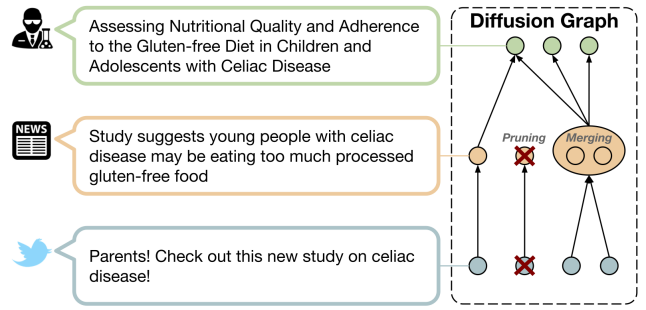 Diffusion Graph
Assessing Nutritional Quality and Adherence
to the Gluten-free Diet in Children and
Adolescents with Celiac Disease
NEWS
Study suggests young people with celiac
disease may be eating too much processed
gluten-free food
Pruning
Merging
Parents! Check out this new study on celiac
disease!